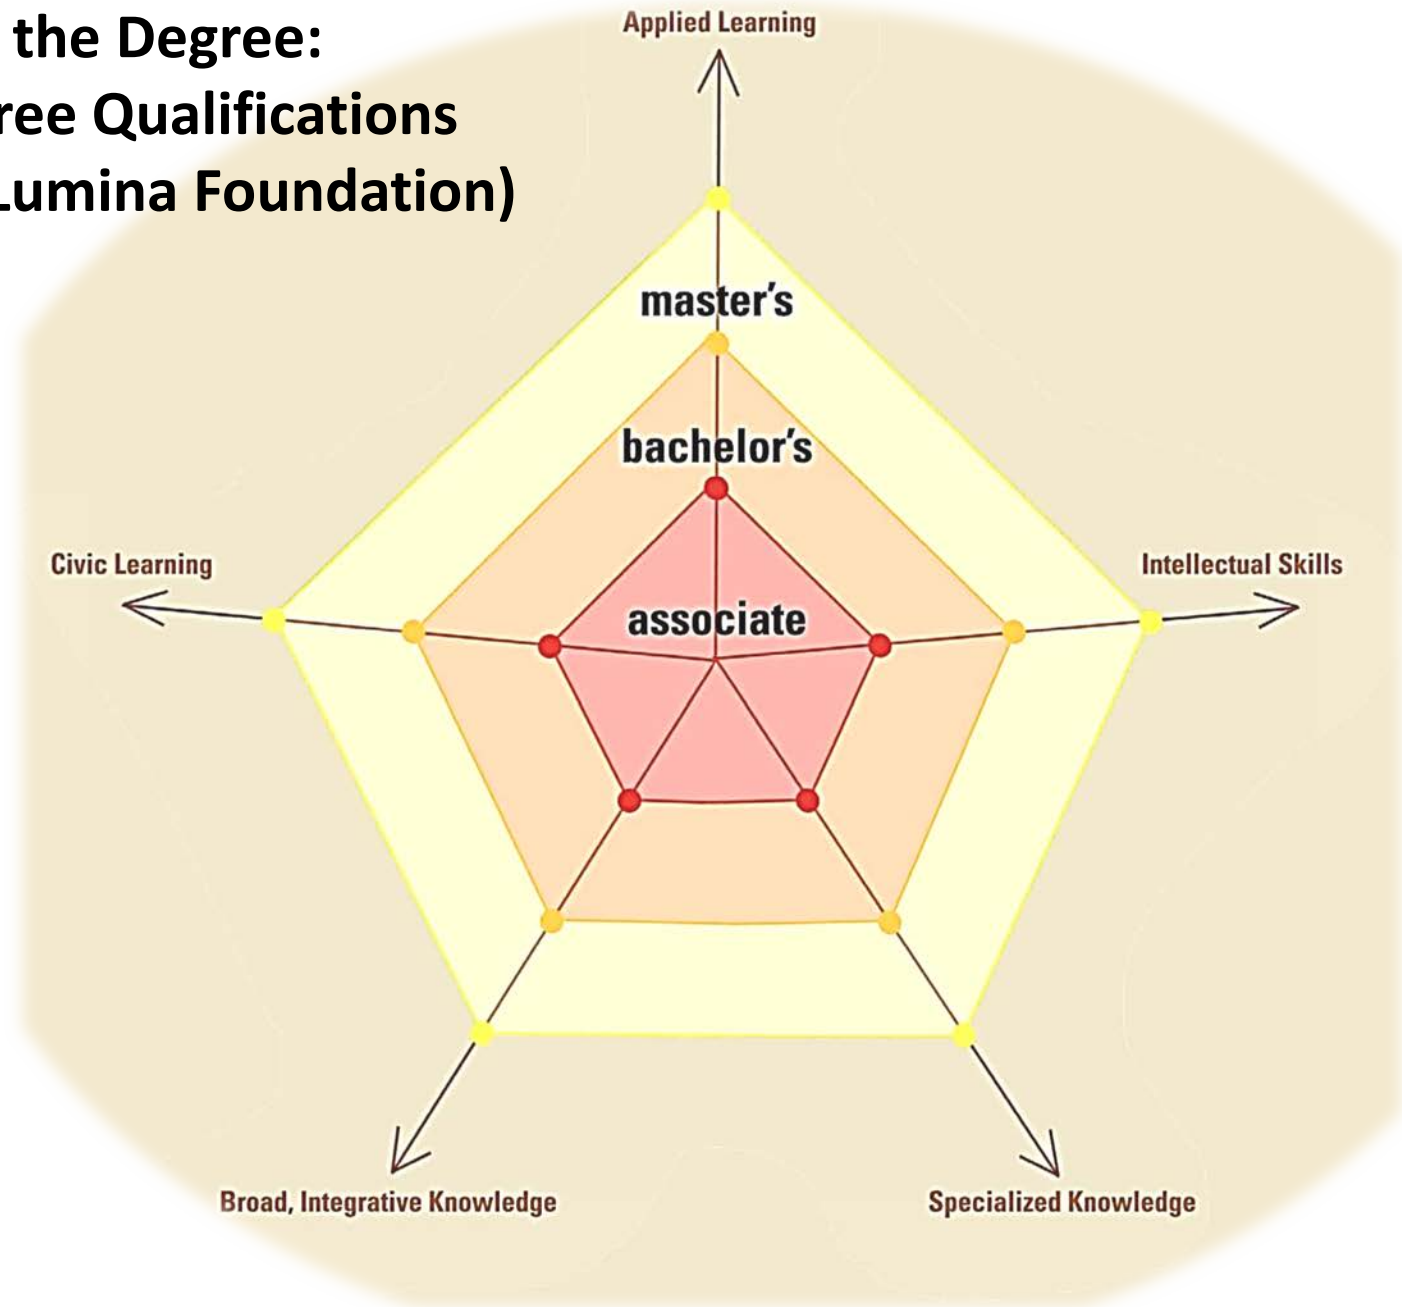 the Degree:
ree Qualifications
Lumina Foundation)
Applied Learning
master's
bachelor's
Civic Learning
Intellectual Skills
associate
Broad, Integrative Knowledge
Specialized Knowledge